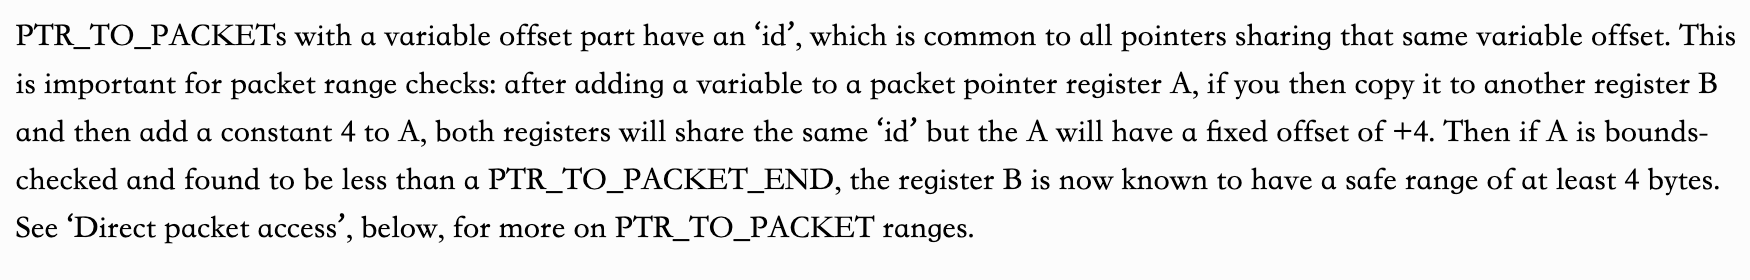 PTR_TO_PACKETs with a variable offset part have an ‘id’, which is common to all pointers sharing that same variable offset. This
is important for packet range checks: after adding a variable to a packet pointer register A, if you then copy it to another register B
and then add a constant 4 to A, both registers will share the same ‘id’ but the A will have a fixed offset of +4. Then if A is bounds-
checked and found to be less than a PTR_TO_PACKET_END, the register B is now known to have a safe range of at least 4 bytes.
See ‘Direct packet access’, below, for more on PTR_TO_PACKET ranges.